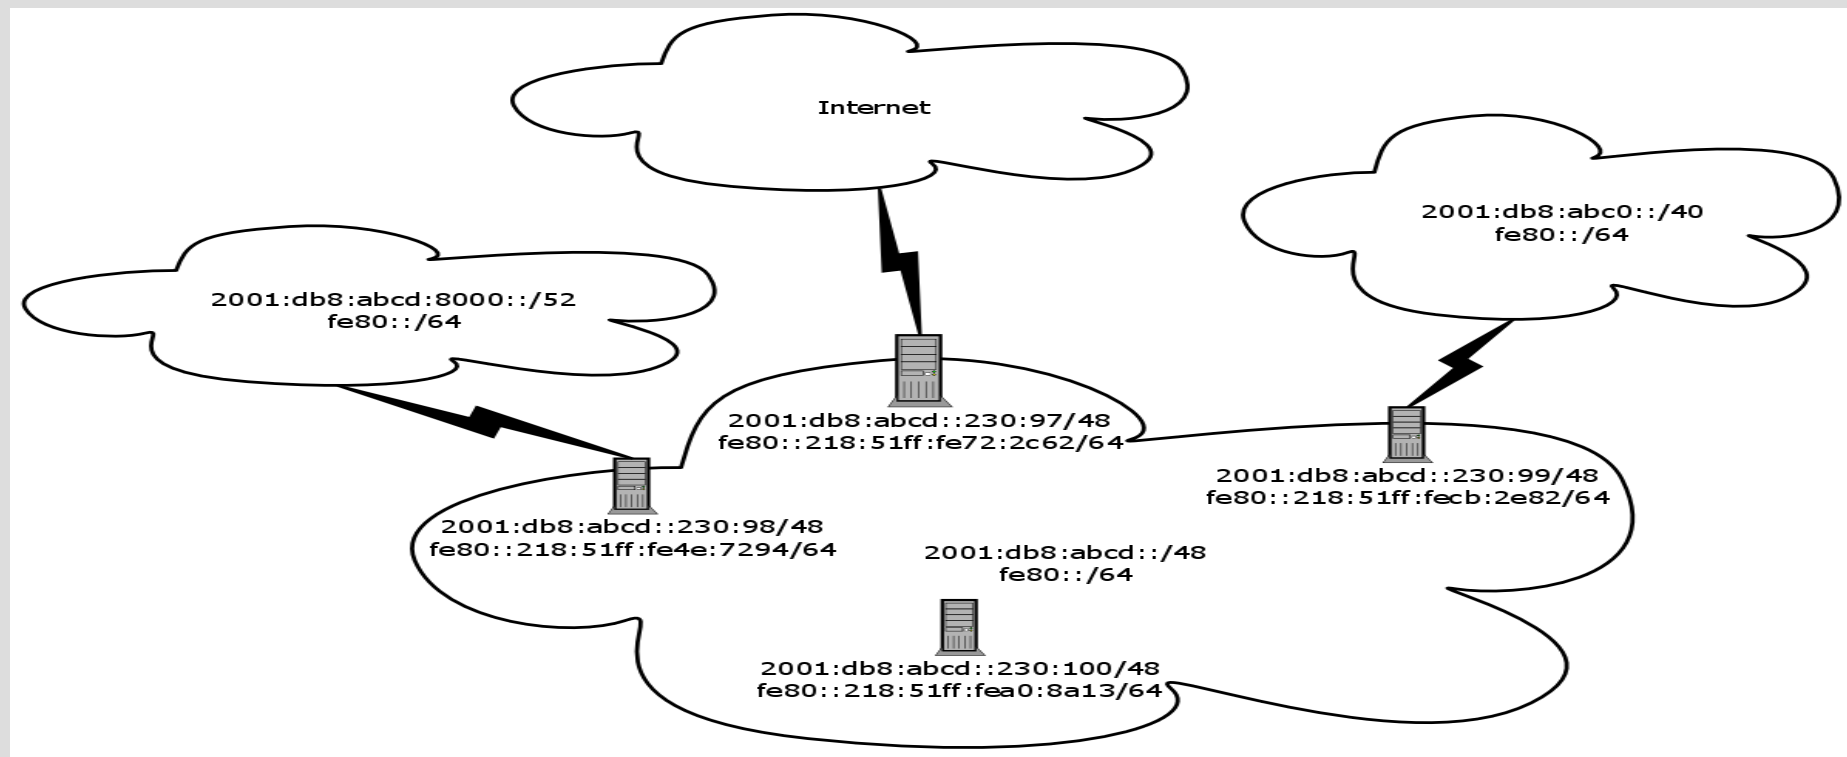 Internet
2001:db8:abc0::/40
fe80::/64
2001:db8:abcd:8000::/52
fe80::/64
2001:db8:abcd::230:97/48
fe80::218:51ff:fe72:2c62/64
2001:db8:abcd::230:99/48
fe80::218:51ff:fecb:2e82/64
2001:db8:abcd::230:98/48
fe80::218:51ff:fe4e:7294/64
2001:db8:abcd::/48
fe80::/64
2001:db8:abcd::230:100/48
fe80::218:51ff:fea0:8a13/64